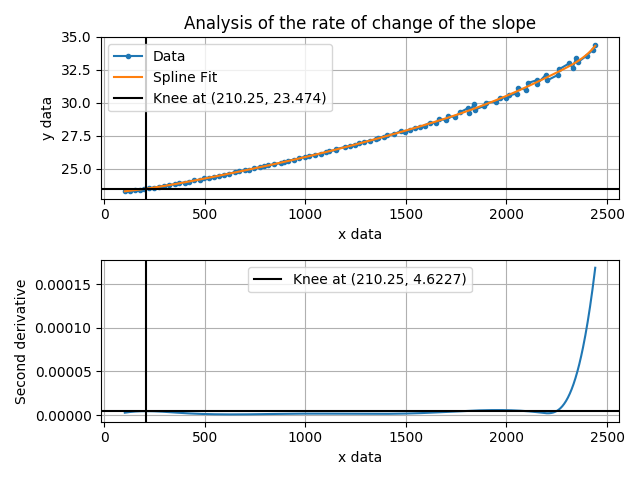 Analysis of the rate of change of the slope
35.0
32.5
30.0
27.5
25.0
y data
Data
Spline Fit
Knee at (210.25, 23.474)
0
500
1000
1500
2000
2500
x data
0.00015
0.00010
0.00005
0.00000
Second derivative
Knee at (210.25, 4.6227)
0
500
1000
1500
2000
2500
x data